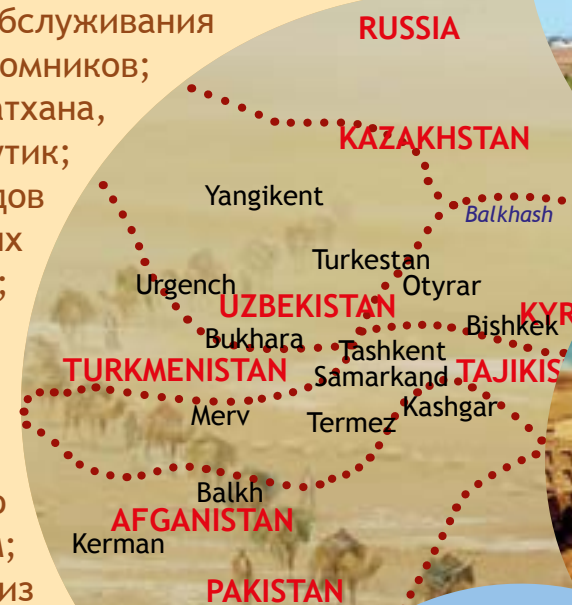 бслуживания
омников;
атхана,
утик;
дов
их
;
о
;
из
RUSSIA
KAZAKHSTAN
Yangikent
Balkhash
Turkestan
Urgench
Otyrar
UZBEKISTAN
KYR
Bishkek
Bukhara
Tashkent
TURKMENISTAN
Samarkand
TAJIKIS
Kashgar
Merv
Termez
Balkh
AFGANISTAN
Kerman
PAKISTAN